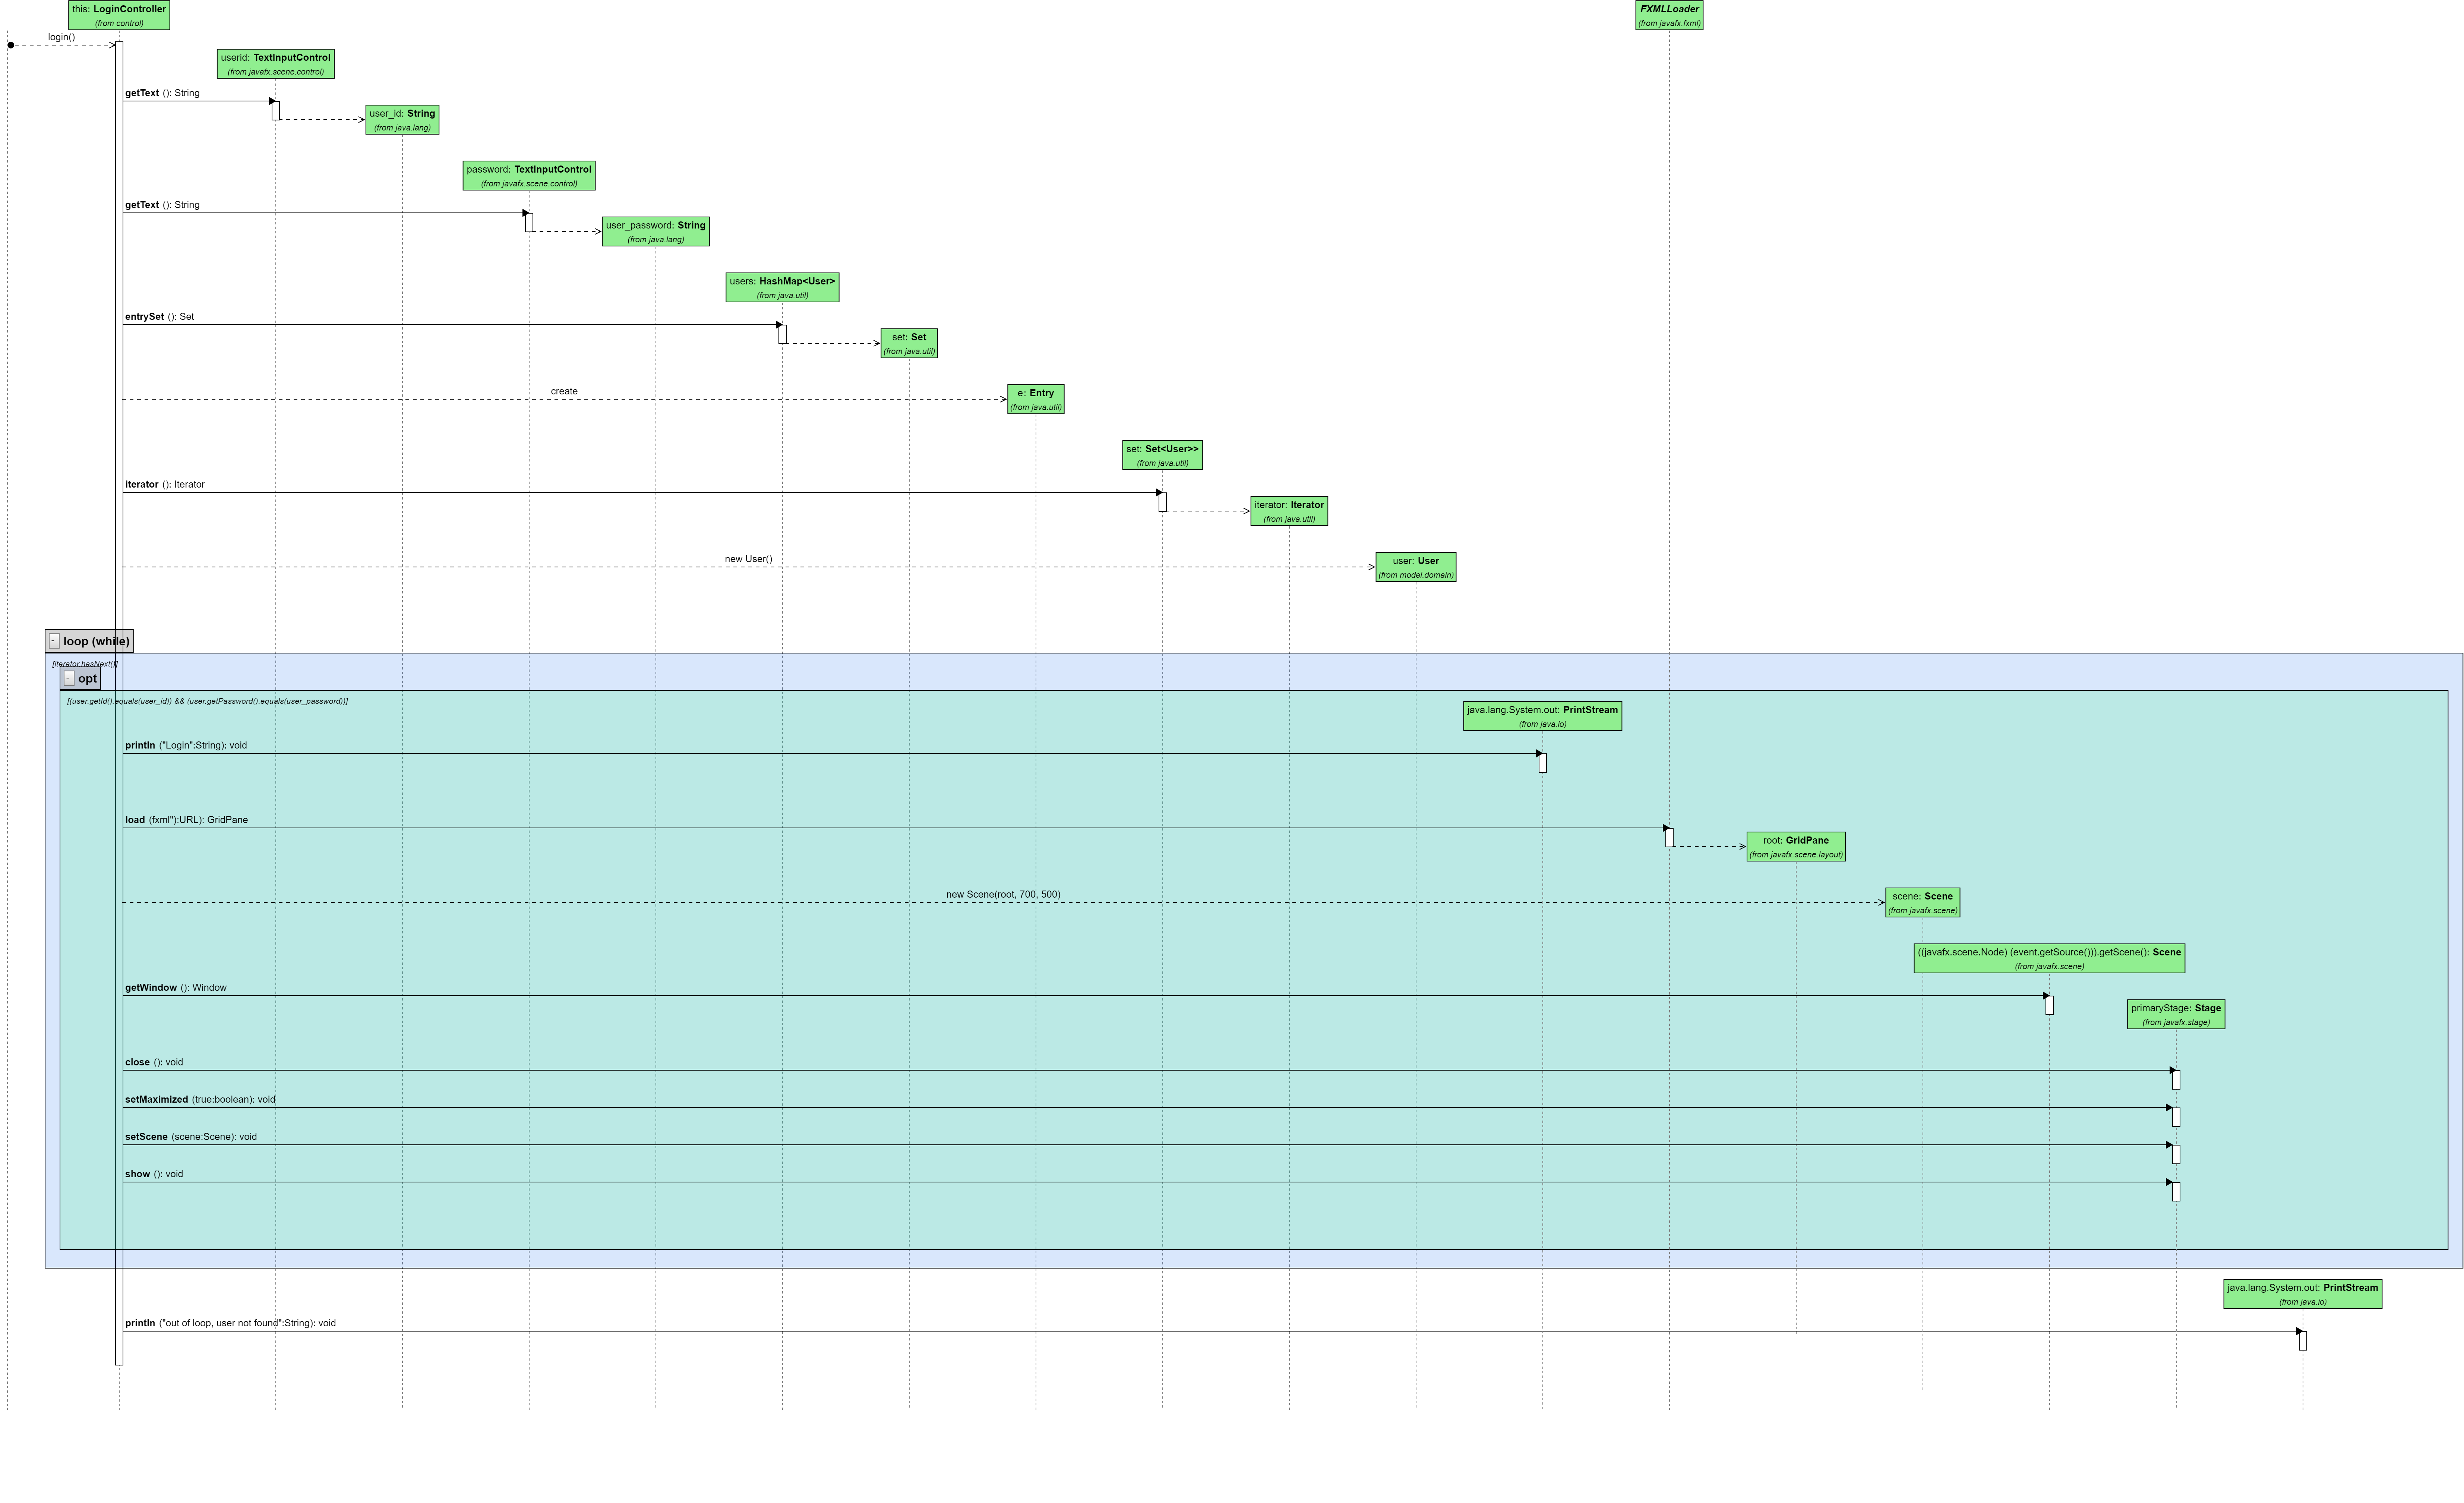 this: LoginController
(from control)
FXMLLoader
(from javafx.fxml)
login()
userid: TextInputControl
(from javafx.scene.control)
getText (): String
user_id: String
(from java.lang)
password: TextInputControl
(from javafx.scene.control)
getText (): String
user_password: String
(from java.lang)
users: HashMap<User>
(from java.util)
entrySet (): Set
set: Set
(from java.util)
create
e: Entry
(from java.util)
set: Set<User>>
(from java.util)
iterator (): Iterator
iterator: Iterator
(from java.util)
new User()
user: User
(from model.domain)
- loop (while)
[iterator.hasNext()]
- opt
[(user.getId().equals(user_id)) && (user.getPassword().equals(user_password))]
java.lang.System.out: PrintStream
(from java.io)
println ("Login":String): void
load (fxml"):URL): GridPane
root: GridPane
(from javafx.scene.layout)
new Scene(root, 700, 500)
scene: Scene
(from javafx.scene)
((javafx.scene.Node) (event.getSource())).getScene(): Scene
(from javafx.scene)
getWindow (): Window
primaryStage: Stage
(from javafx.stage)
close (): void
setMaximized (true:boolean): void
setScene (scene:Scene): void
show (): void
java.lang.System.out: PrintStream
(from java.io)
println ("out of loop, user not found":String): void